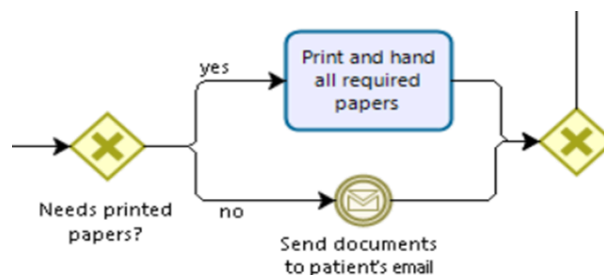 yes
Print and hand
all required
papers
Needs printed
papers?
no
Send documents
to patient's email